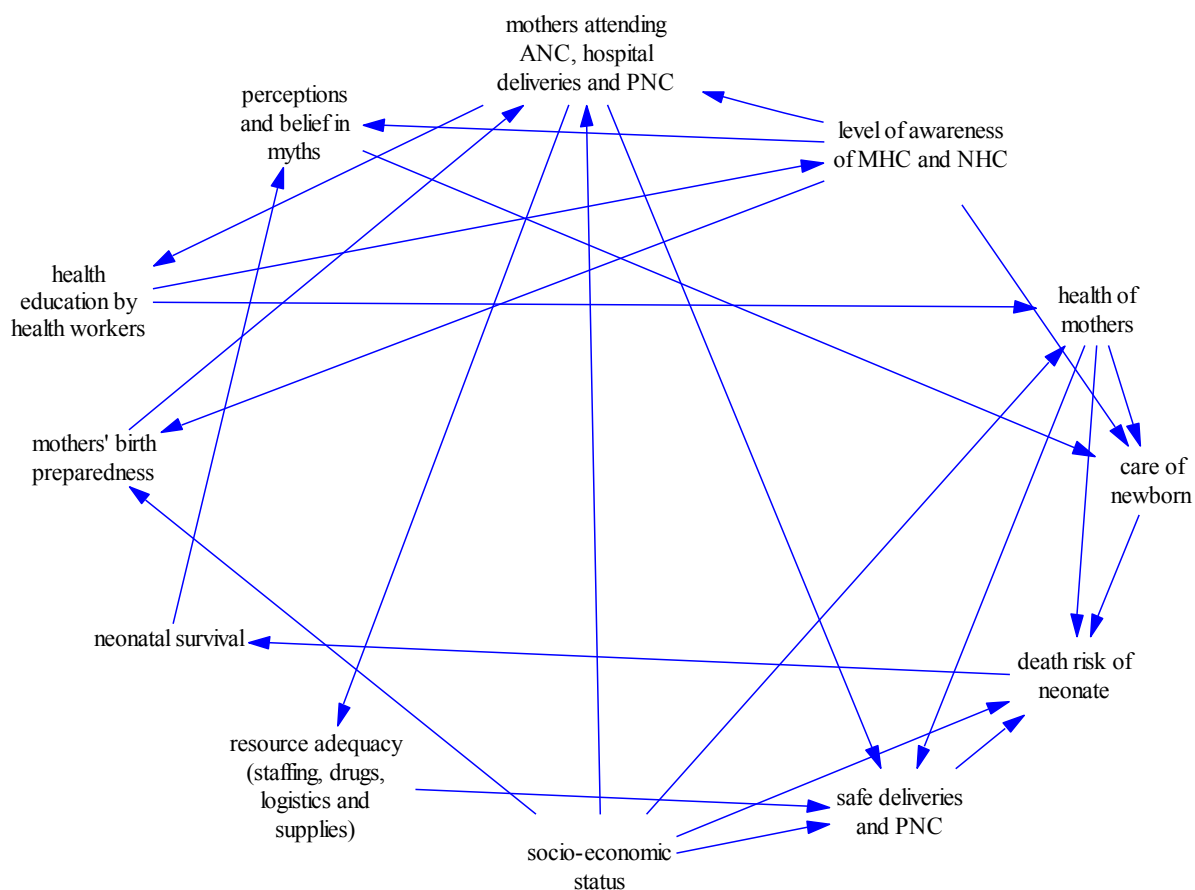 mothers attending
ANC, hospital
deliveries and PNC
perceptions
and belief in
myths
level of awareness
of MHC and NHC
health
education by
health workers
health of
mothers
mothers' birth
preparedness
care of
newborn
neonatal survival
death risk of
neonate
resource adequacy
(staffing, drugs,
logistics and
supplies)
safe deliveries
and PNC
socio-economic
status